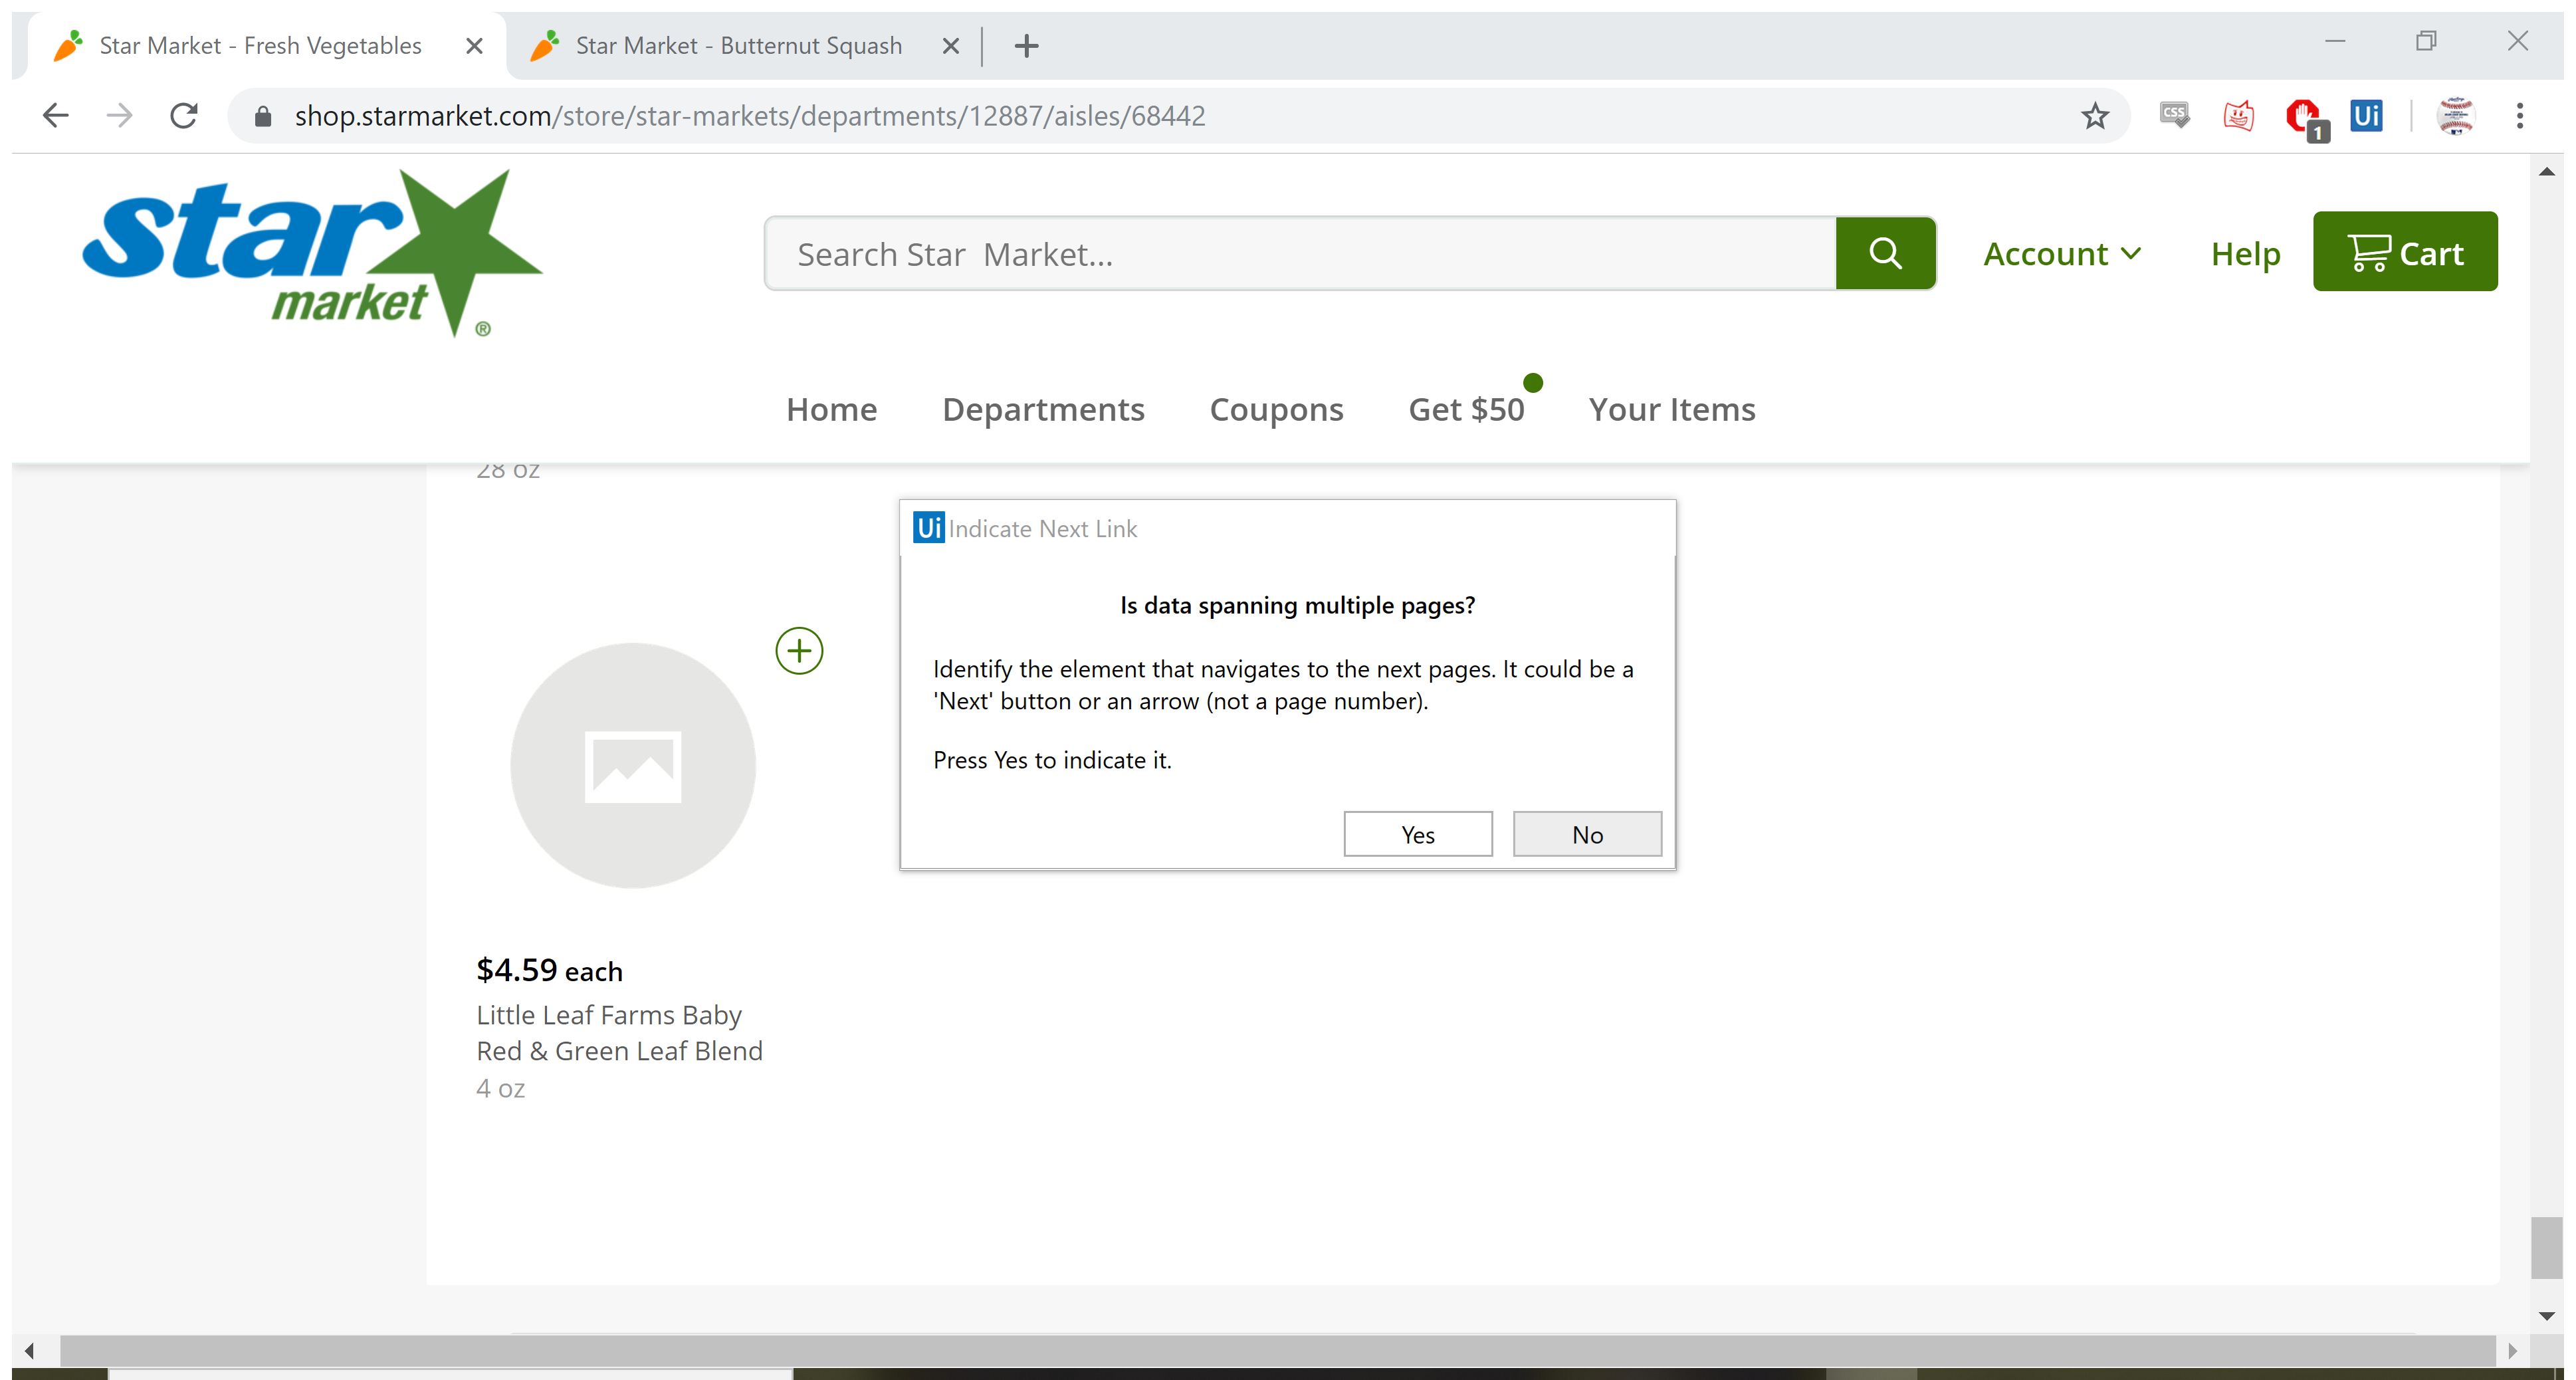 Star Market - Fresh Vegetables
Star Market - Butternut Squash
shop.starmarket.com/store/star-markets/departments/12887/aisles/68442
CSS
1
Ui
star
market
®
Search Star  Market...
Account
Help
Cart
Home
Departments
Coupons
Get $50
Your Items
28 oz
Ui Indicate Next Link
Is data spanning multiple pages?
Identify the element that navigates to the next pages. It could be a
'Next' button or an arrow (not a page number).
Press Yes to indicate it.
Yes
No
$4.59 each
Little Leaf Farms Baby
Red & Green Leaf Blend
4 oz